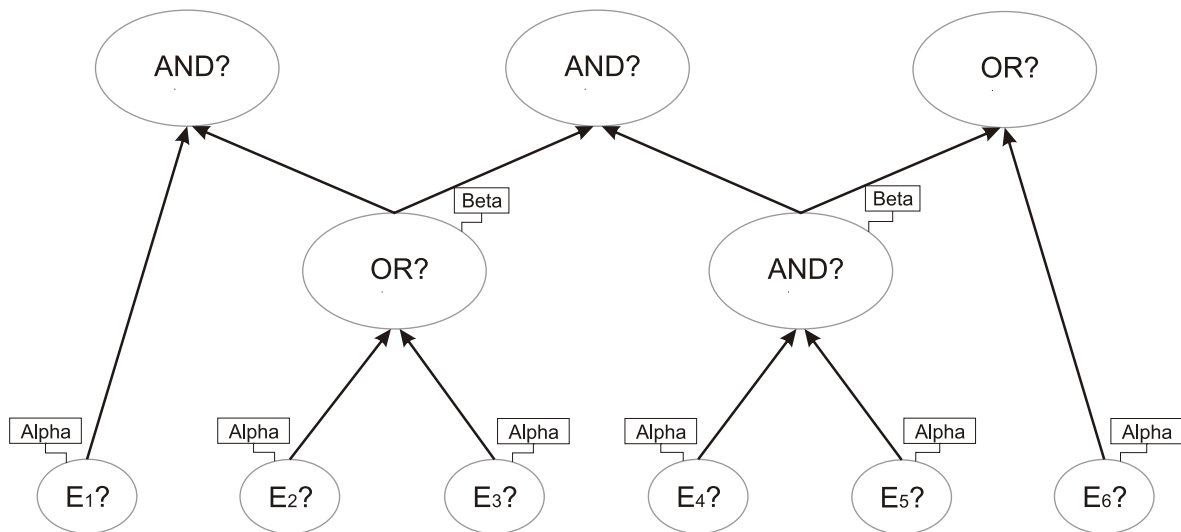 AND?
AND?
OR?
Beta
Beta
OR?
AND?
Alpha
Alpha
Alpha
Alpha
Alpha
Alpha
E1?
E2?
E3?
E4?
E5?
E6?